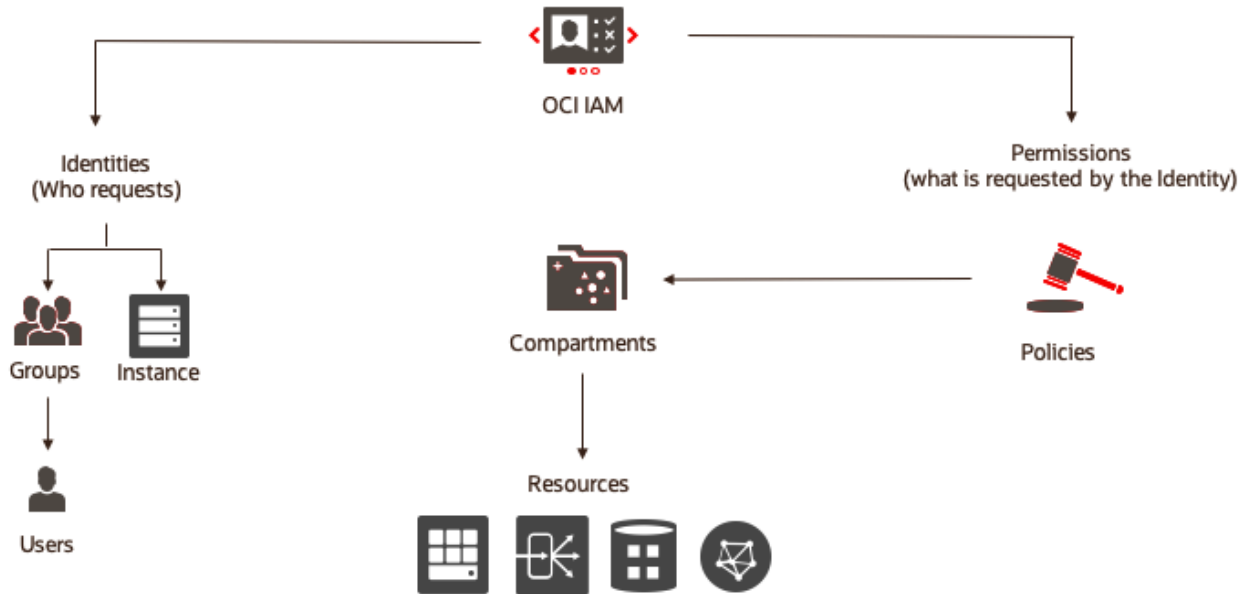 OCI IAM
Identities
(Who requests)
Permissions
(what is requested by the Identity)
Groups
Instance
Compartments
Policies
Users
Resources